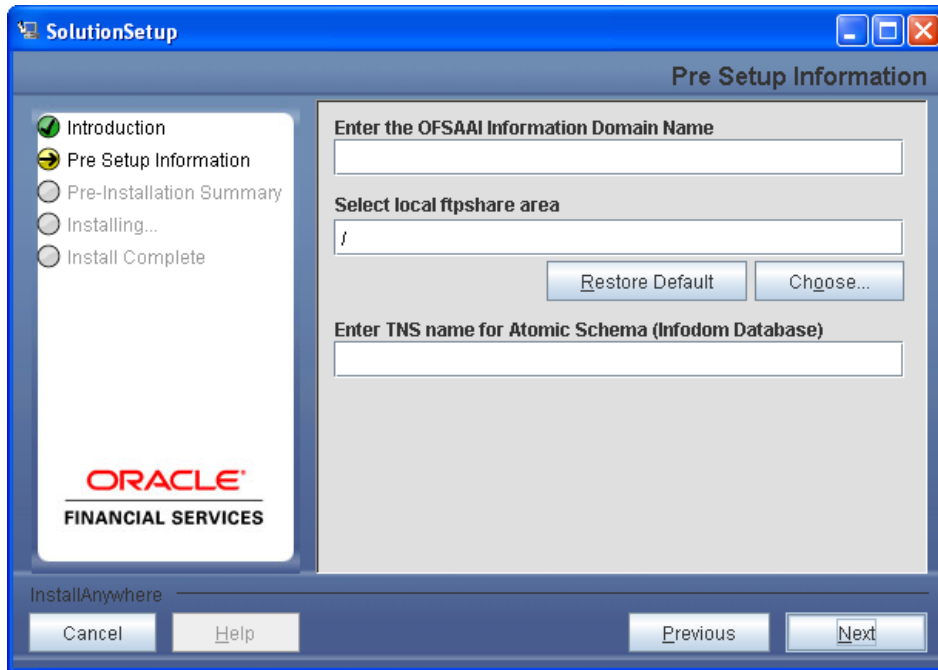 SolutionSetup
Pre Setup Information
Introduction
Pre Setup Information
Pre-Installation Summary
Installing...
Install Complete
ORACLE®
FINANCIAL SERVICES
Enter the OFSAAI Information Domain Name
Select local ftpshare area
/
Restore Default
Choose...
Enter TNS name for Atomic Schema (Infodom Database)
InstallAnywhere
Cancel
Help
Previous
Next